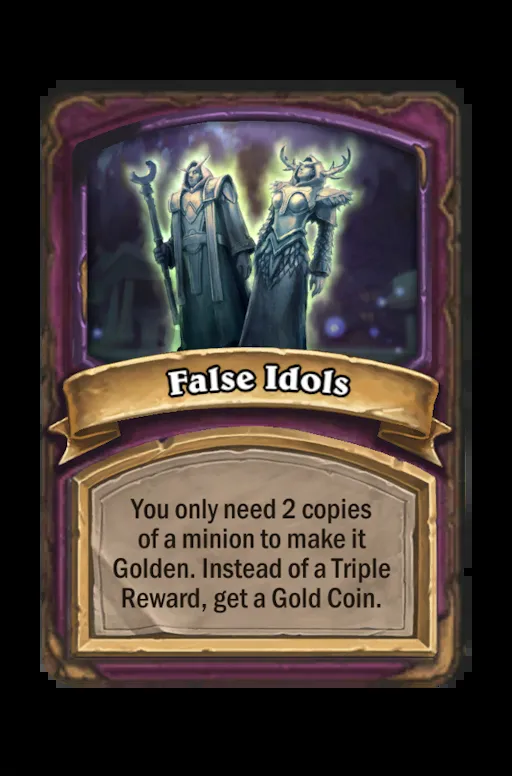 False Idols
You only need 2 copies
of a minion to make it
Golden. Instead of a Triple
Reward, get a Gold Coin.